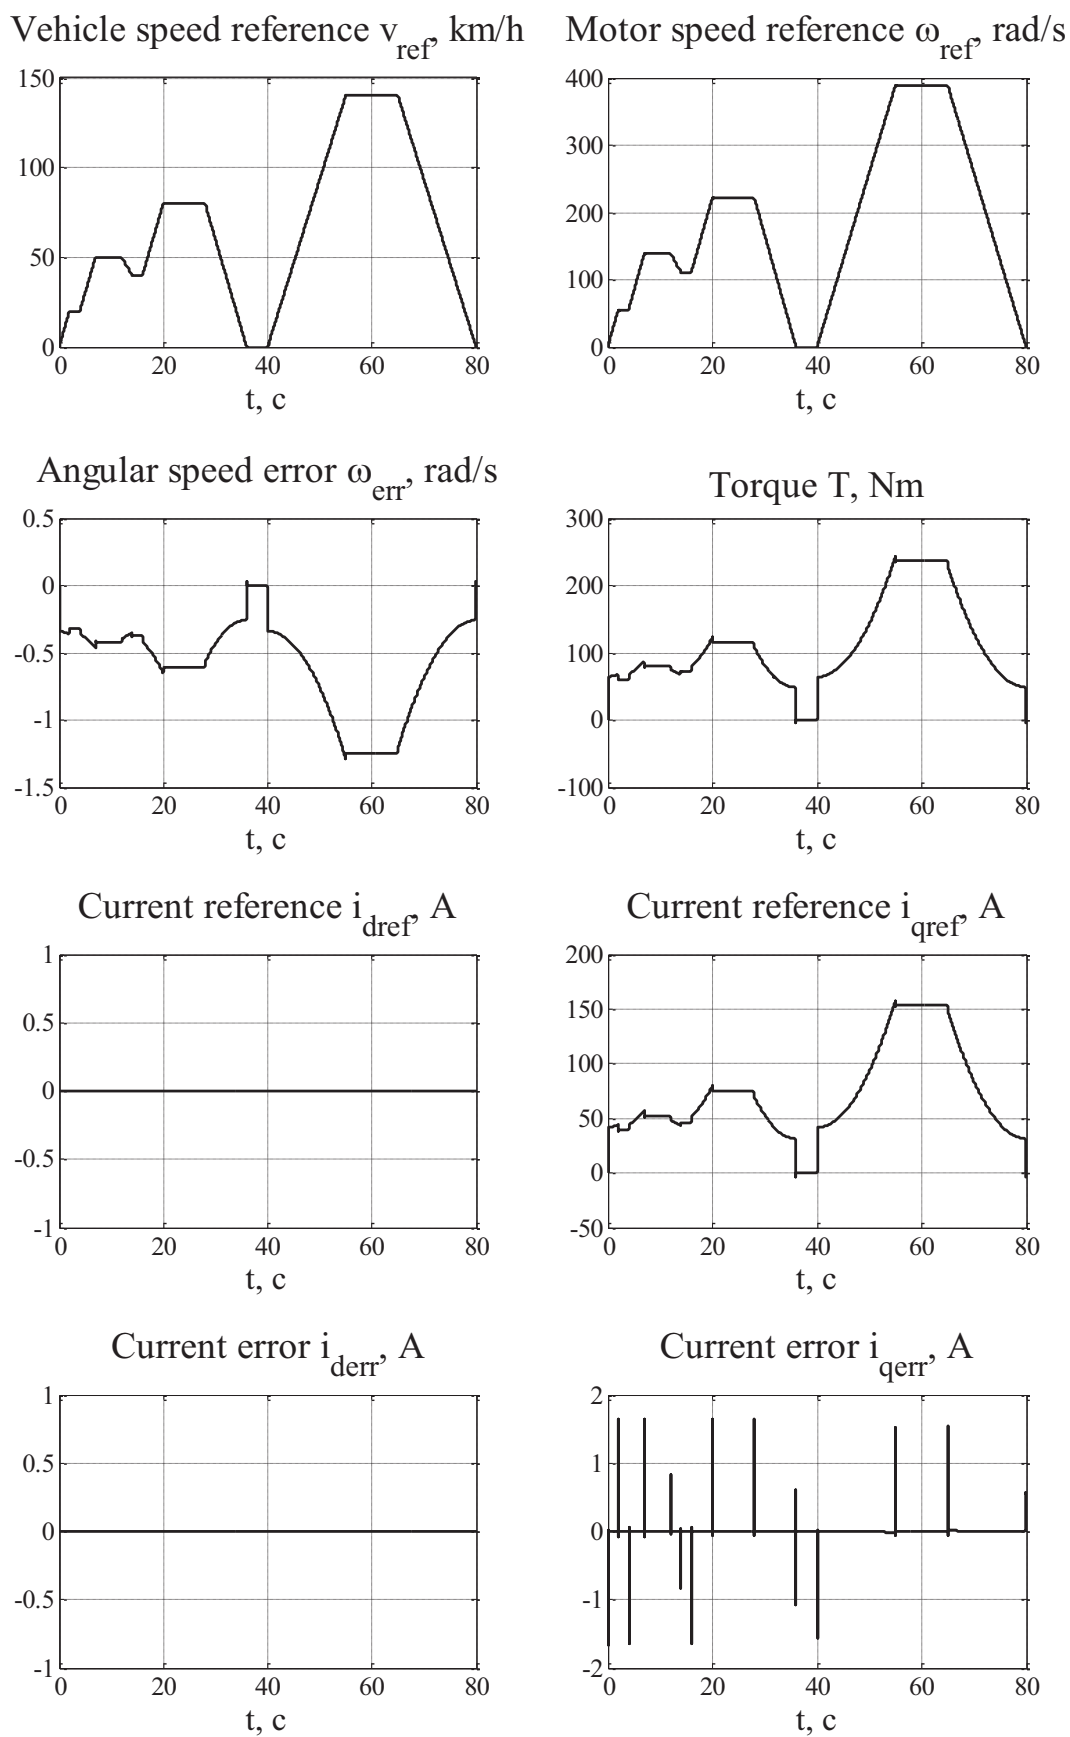 Vehicle speed reference v_ref, km/h
150
100
50
0
0 20 40 60 80
t, c
Motor speed reference ω_ref, rad/s
400
300
200
100
0
0 20 40 60 80
t, c
Angular speed error ω_err, rad/s
0.5
0
-0.5
-1
-1.5
0 20 40 60 80
t, c
Torque T, Nm
300
200
100
0
-100
0 20 40 60 80
t, c
Current reference i_dref, A
1
0.5
0
-0.5
-1
0 20 40 60 80
t, c
Current reference i_qref, A
200
150
100
50
0
-50
0 20 40 60 80
t, c
Current error i_derr, A
1
0.5
0
-0.5
-1
0 20 40 60 80
t, c
Current error i_qerr, A
2
1
0
-1
-2
0 20 40 60 80
t, c